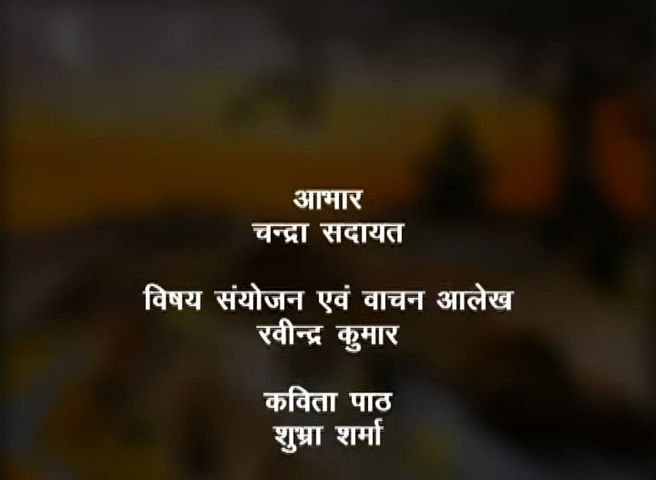 आभार
चन्द्रा सदायत
विषय संयोजन एवं वाचन आलेख
रवीन्द्र कुमार
कविता पाठ
शुभ्रा शर्मा